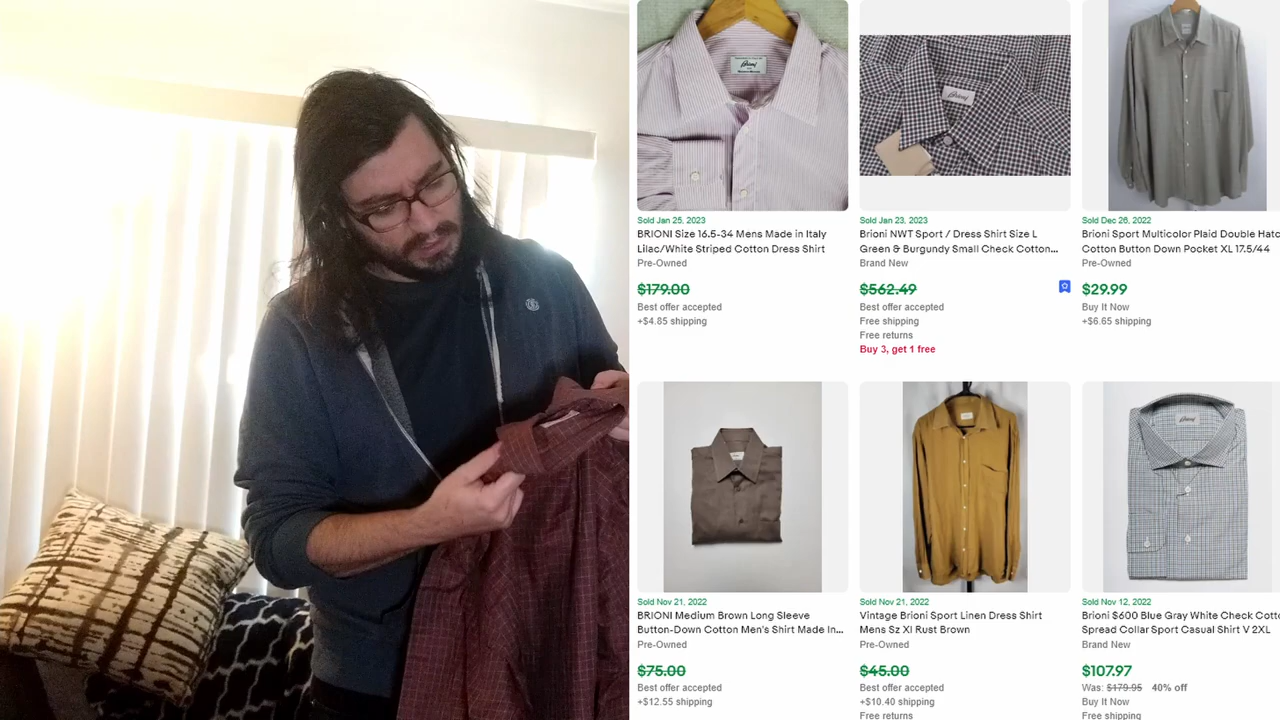 Sold Jan 25, 2023
BRIONI Size 16.5-34 Mens Made in Italy
Lilac/White Striped Cotton Dress Shirt
Pre-Owned
$179.00
Best offer accepted
+$4.85 shipping
Brioni
Sold Jan 23, 2023
Brioni NWT Sport / Dress Shirt Size L
Green & Burgundy Small Check Cotton...
Brand New
$562.49
Best offer accepted
Free shipping
Free returns
Buy 3, get 1 free
Brioni
Sold Dec 26, 2022
Brioni Sport Multicolor Plaid Double Hatc
Cotton Button Down Pocket XL 17.5/44
Pre-Owned
$29.99
Buy It Now
+$6.65 shipping
Sold Nov 21, 2022
BRIONI Medium Brown Long Sleeve
Button-Down Cotton Men's Shirt Made In...
Pre-Owned
$75.00
Best offer accepted
+$12.55 shipping
Sold Nov 21, 2022
Vintage Brioni Sport Linen Dress Shirt
Mens Sz Xl Rust Brown
Pre-Owned
$45.00
Best offer accepted
+$10.40 shipping
Free returns
Brioni
Sold Nov 12, 2022
Brioni $600 Blue Gray White Check Cotto
Spread Collar Sport Casual Shirt V 2XL
Brand New
$107.97
Was: $179.95 40% off
Buy It Now
Free shipping